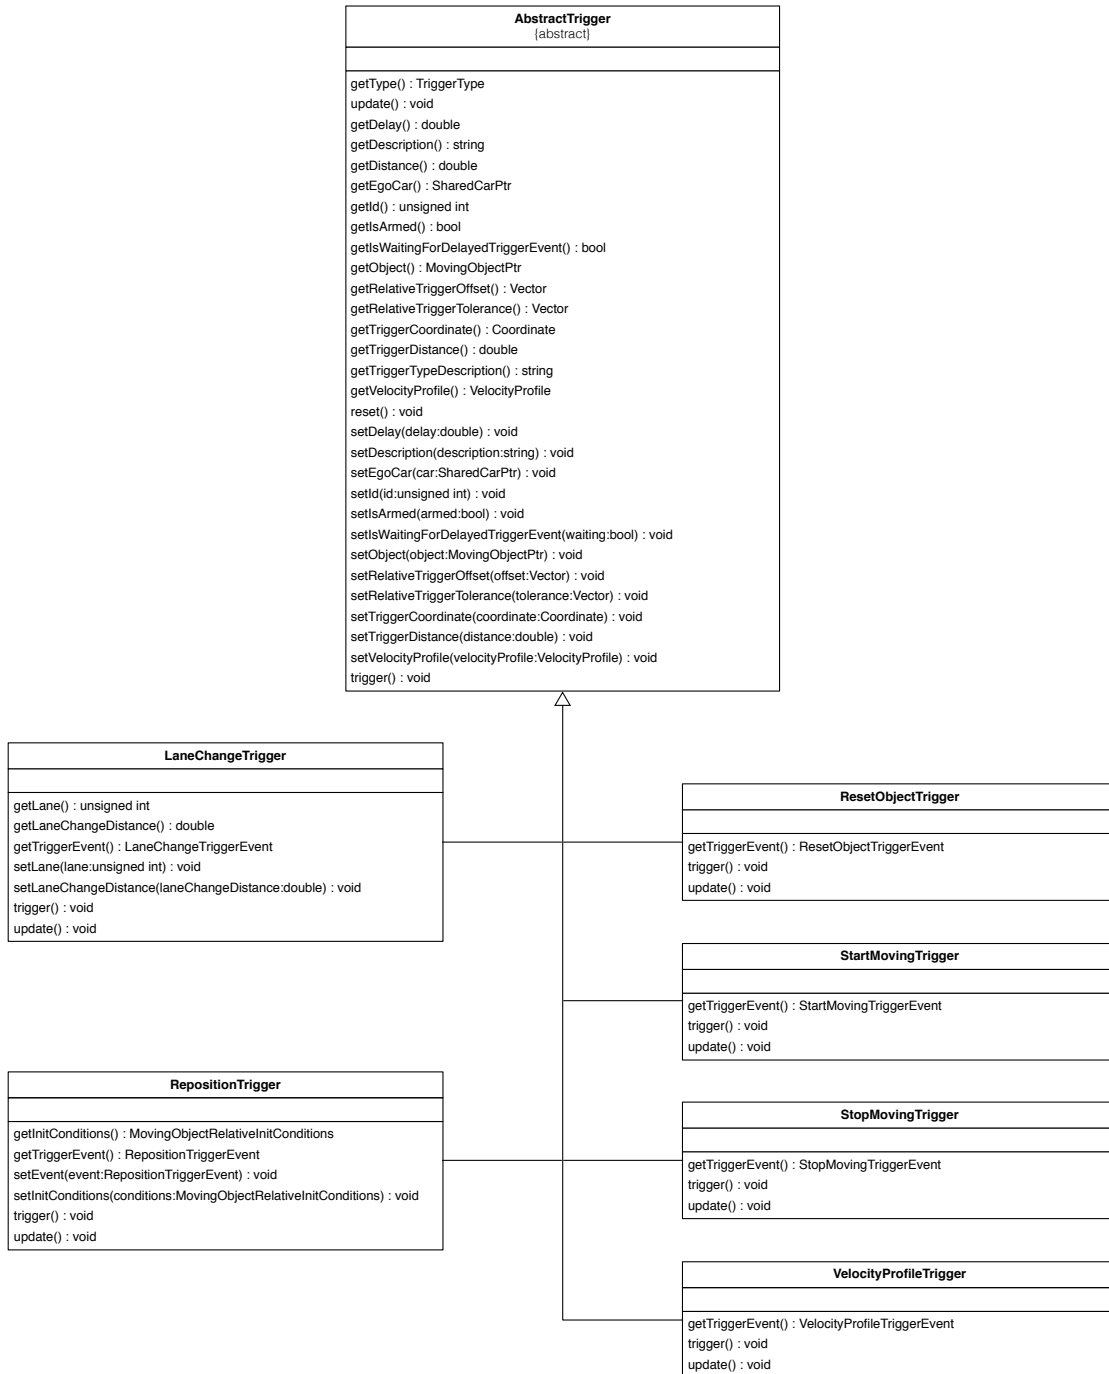 AbstractTrigger
{abstract}
getType() : TriggerType
update() : void
getDelay() : double
getDescription() : string
getDistance() : double
getEgoCar() : SharedCarPtr
getId() : unsigned int
getIsArmed() : bool
getIsWaitingForDelayedTriggerEvent() : bool
getObject() : MovingObjectPtr
getRelativeTriggerOffset() : Vector
getRelativeTriggerTolerance() : Vector
getTriggerCoordinate() : Coordinate
getTriggerDistance() : double
getTriggerTypeDescription() : string
getVelocityProfile() : VelocityProfile
reset() : void
setDelay(delay:double) : void
setDescription(description:string) : void
setEgoCar(car:SharedCarPtr) : void
setId(id:unsigned int) : void
setIsArmed(armed:bool) : void
setIsWaitingForDelayedTriggerEvent(waiting:bool) : void
setObject(object:MovingObjectPtr) : void
setRelativeTriggerOffset(offset:Vector) : void
setRelativeTriggerTolerance(tolerance:Vector) : void
setTriggerCoordinate(coordinate:Coordinate) : void
setTriggerDistance(distance:double) : void
setVelocityProfile(velocityProfile:VelocityProfile) : void
trigger() : void
LaneChangeTrigger
getLane() : unsigned int
getLaneChangeDistance() : double
getTriggerEvent() : LaneChangeTriggerEvent
setLane(lane:unsigned int) : void
setLaneChangeDistance(laneChangeDistance:double) : void
trigger() : void
update() : void
ResetObjectTrigger
getTriggerEvent() : ResetObjectTriggerEvent
trigger() : void
update() : void
StartMovingTrigger
getTriggerEvent() : StartMovingTriggerEvent
trigger() : void
update() : void
RepositionTrigger
getInitConditions() : MovingObjectRelativeInitConditions
getTriggerEvent() : RepositionTriggerEvent
setEvent(event:RepositionTriggerEvent) : void
setInitConditions(conditions:MovingObjectRelativeInitConditions) : void
trigger() : void
update() : void
StopMovingTrigger
getTriggerEvent() : StopMovingTriggerEvent
trigger() : void
update() : void
VelocityProfileTrigger
getTriggerEvent() : VelocityProfileTriggerEvent
trigger() : void
update() : void